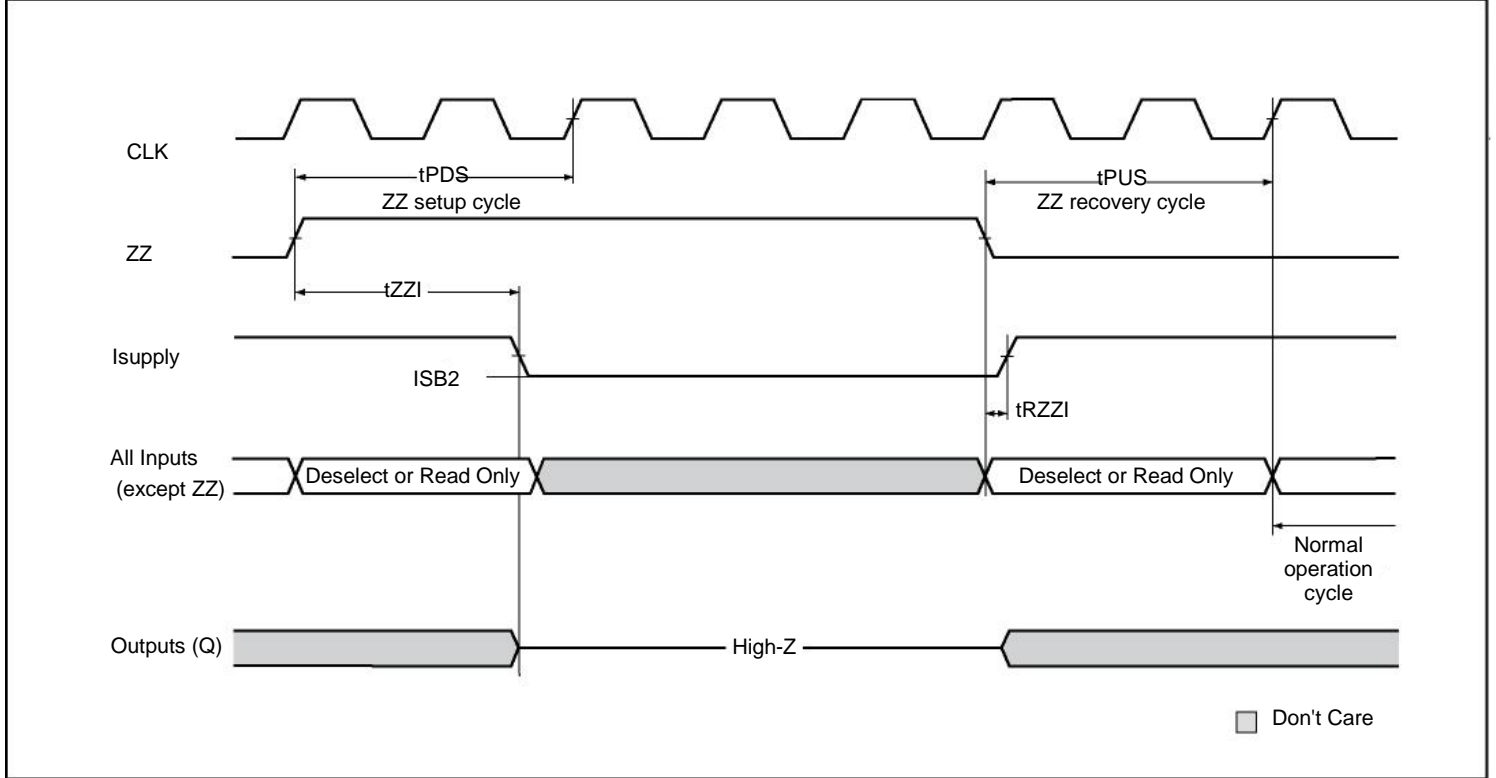 CLK
tPDS
ZZ setup cycle
tPUS
ZZ recovery cycle
ZZ
tZZI
Isupply
ISB2
tRZZI
All Inputs
(except ZZ)
Deselect or Read Only
Deselect or Read Only
Normal
operation
cycle
Outputs (Q)
High-Z
Don't Care